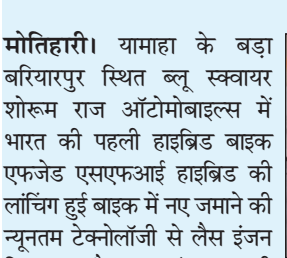 मोतिहारी। यामाहा के बड़ा
बरियारपुर स्थित ब्लू स्क्वायर
शोरूम राज ऑटोमोबाइल्स में
भारत की पहली हाइब्रिड बाइक
एफजेड एसएफआई हाइब्रिड की
लांचिंग हुई बाइक में नए जमाने की
न्यूनतम टेक्नोलॉजी से लैस इंजन